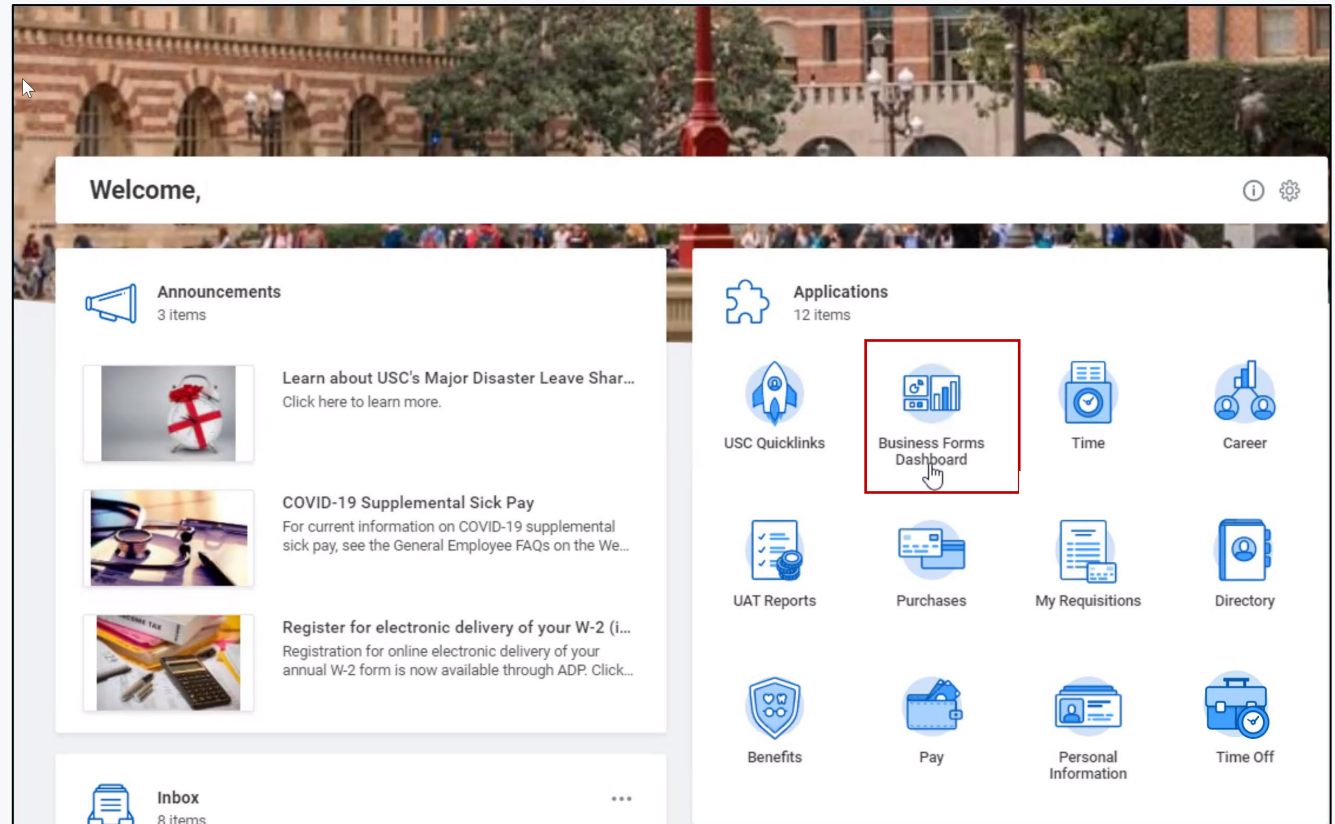 Welcome,
Announcements
3 items
Learn about USC's Major Disaster Leave Shar...
Click here to learn more.
COVID-19 Supplemental Sick Pay
For current information on COVID-19 supplemental
sick pay, see the General Employee FAQs on the We...
Register for electronic delivery of your W-2 (i...
Registration for online electronic delivery of your
annual W-2 form is now available through ADP. Click...
Inbox
8 items
Applications
12 items
USC Quicklinks
Business Forms
Dashboard
Time
Career
UAT Reports
Purchases
My Requisitions
Directory
Benefits
Pay
Personal
Information
Time Off